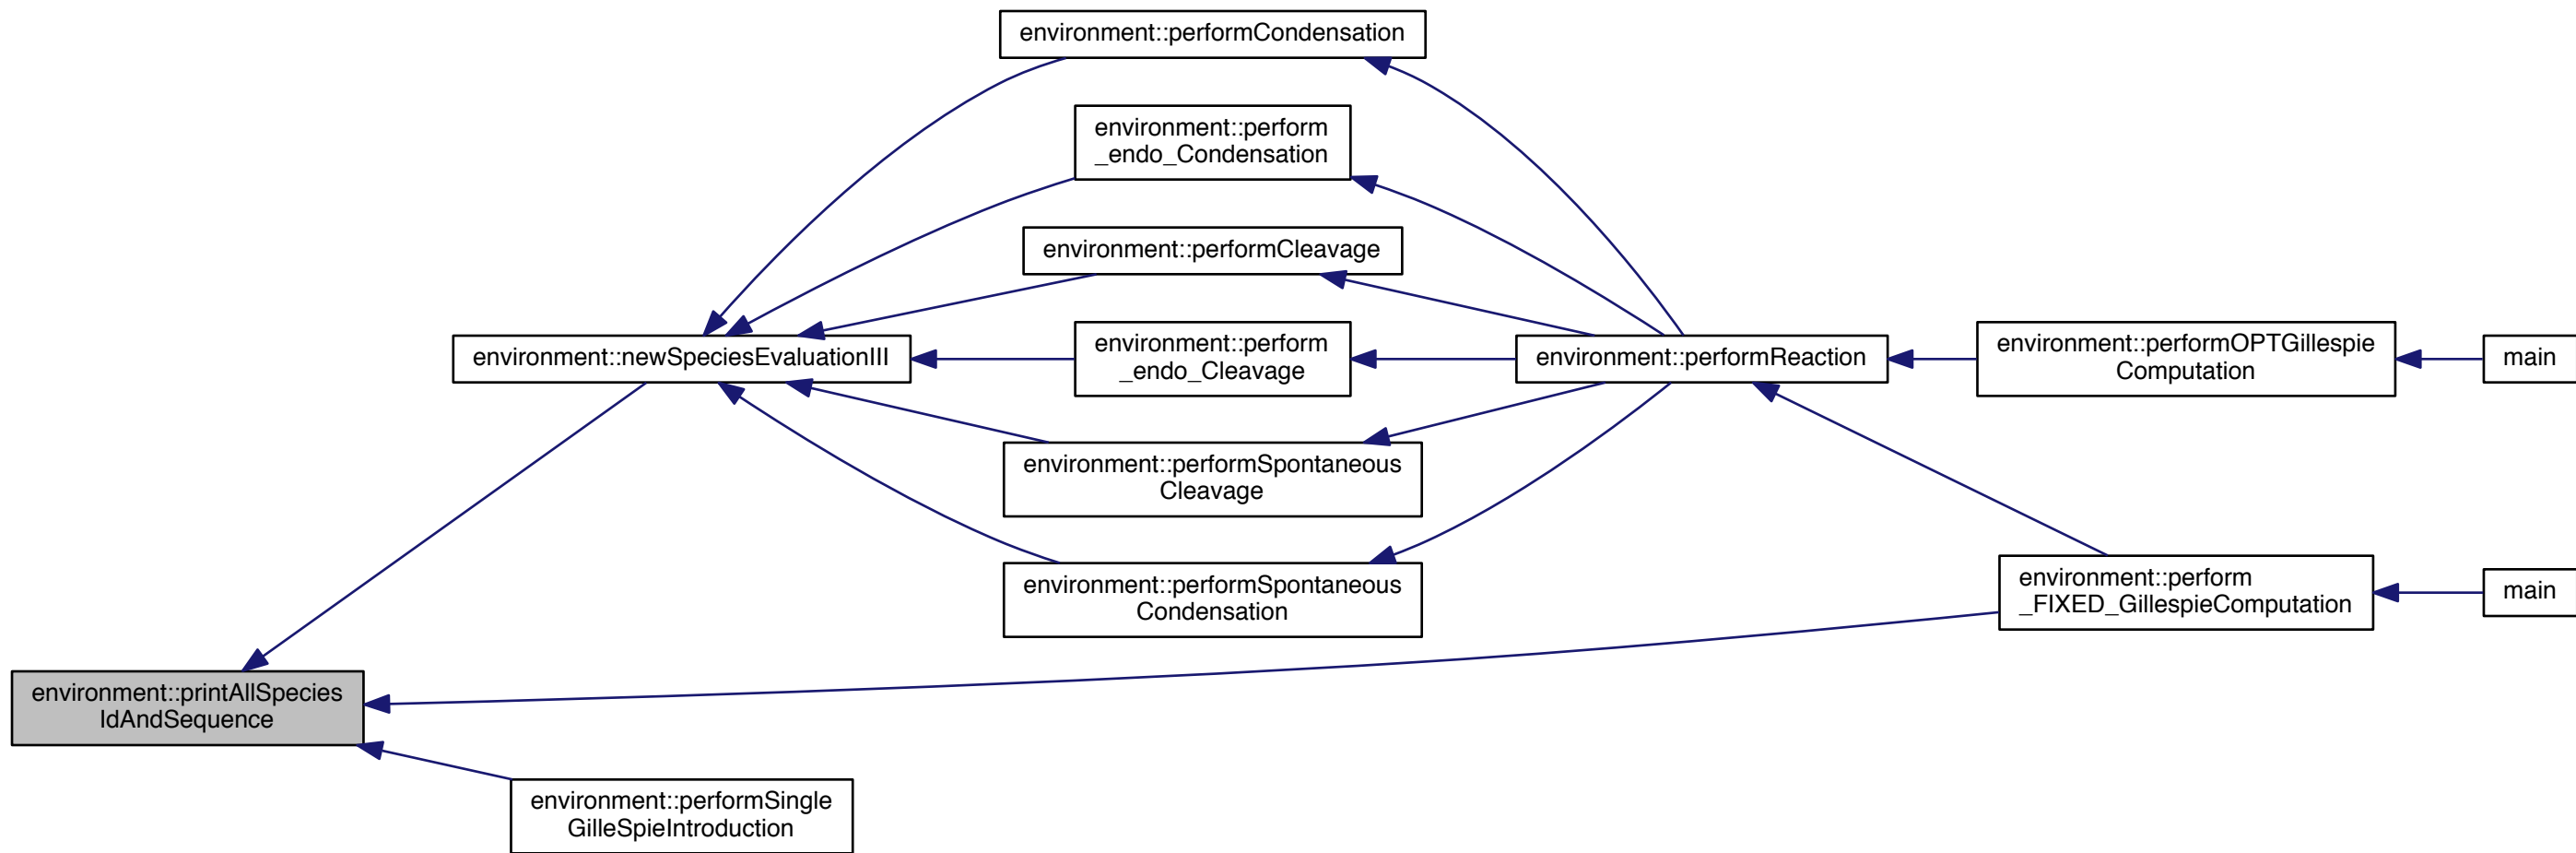 environment::performCondensation
environment::perform
_endo_Condensation
environment::performCleavage
environment::newSpeciesEvaluationIII
environment::perform
_endo_Cleavage
environment::performReaction
environment::performOPTGillespie
Computation
main
environment::performSpontaneous
Cleavage
environment::performSpontaneous
Condensation
environment::perform
_FIXED_GillespieComputation
main
environment::printAllSpecies
IdAndSequence
environment::performSingle
GilleSpieIntroduction